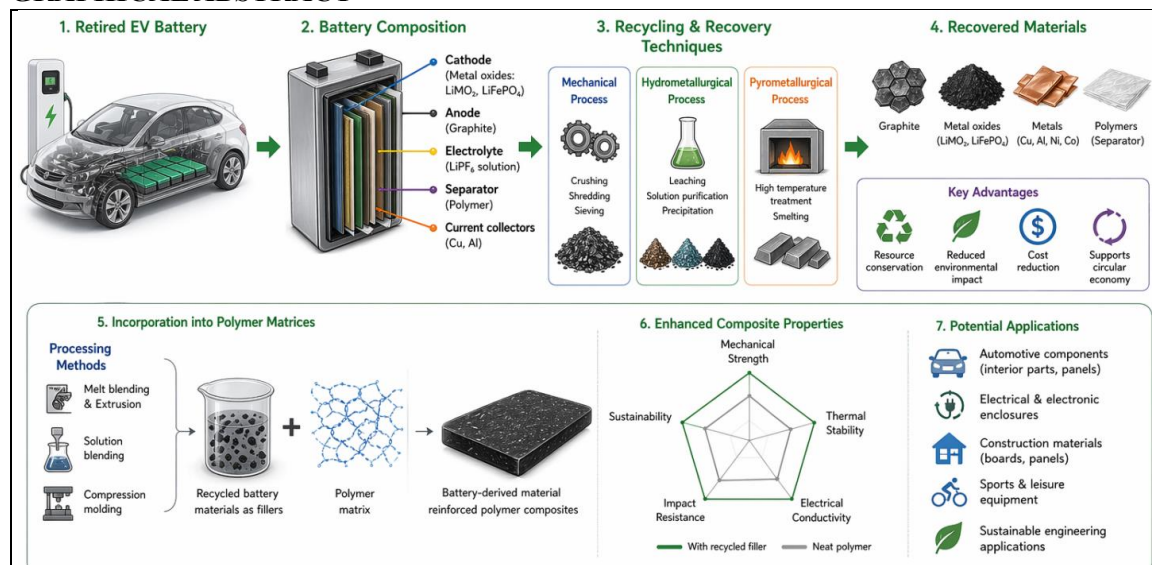 GRAPHICAL ABSTRACT
1. Retired EV Battery
2. Battery Composition
Cathode
(Metal oxides:
LiMO₂, LiFePO₄)
Anode
(Graphite)
Electrolyte
(LiPF₆ solution)
Separator
(Polymer)
Current collectors
(Cu, Al)
3. Recycling & Recovery
Techniques
Mechanical
Process
Crushing
Shredding
Sieving
Hydrometallurgical
Process
Leaching
Solution purification
Precipitation
Pyrometallurgical
Process
High temperature
treatment
Smelting
4. Recovered Materials
Graphite
Metal oxides
(LiMO₂, LiFePO₄)
Metals
(Cu, Al, Ni, Co)
Polymers
(Separator)
Key Advantages
Resource
conservation
Reduced
environmental
impact
$
Cost
reduction
Supports
circular
economy
5. Incorporation into Polymer Matrices
Processing
Methods
Melt blending
& Extrusion
Solution
blending
Compression
molding
Recycled battery
materials as fillers
+
Polymer
matrix
Battery-derived material
reinforced polymer composites
6. Enhanced Composite Properties
Mechanical
Strength
Thermal
Stability
Electrical
Conductivity
Impact
Resistance
Sustainability
With recycled filler
Neat polymer
7. Potential Applications
Automotive components
(interior parts, panels)
Electrical & electronic
enclosures
Construction materials
(boards, panels)
Sports & leisure
equipment
Sustainable engineering
applications